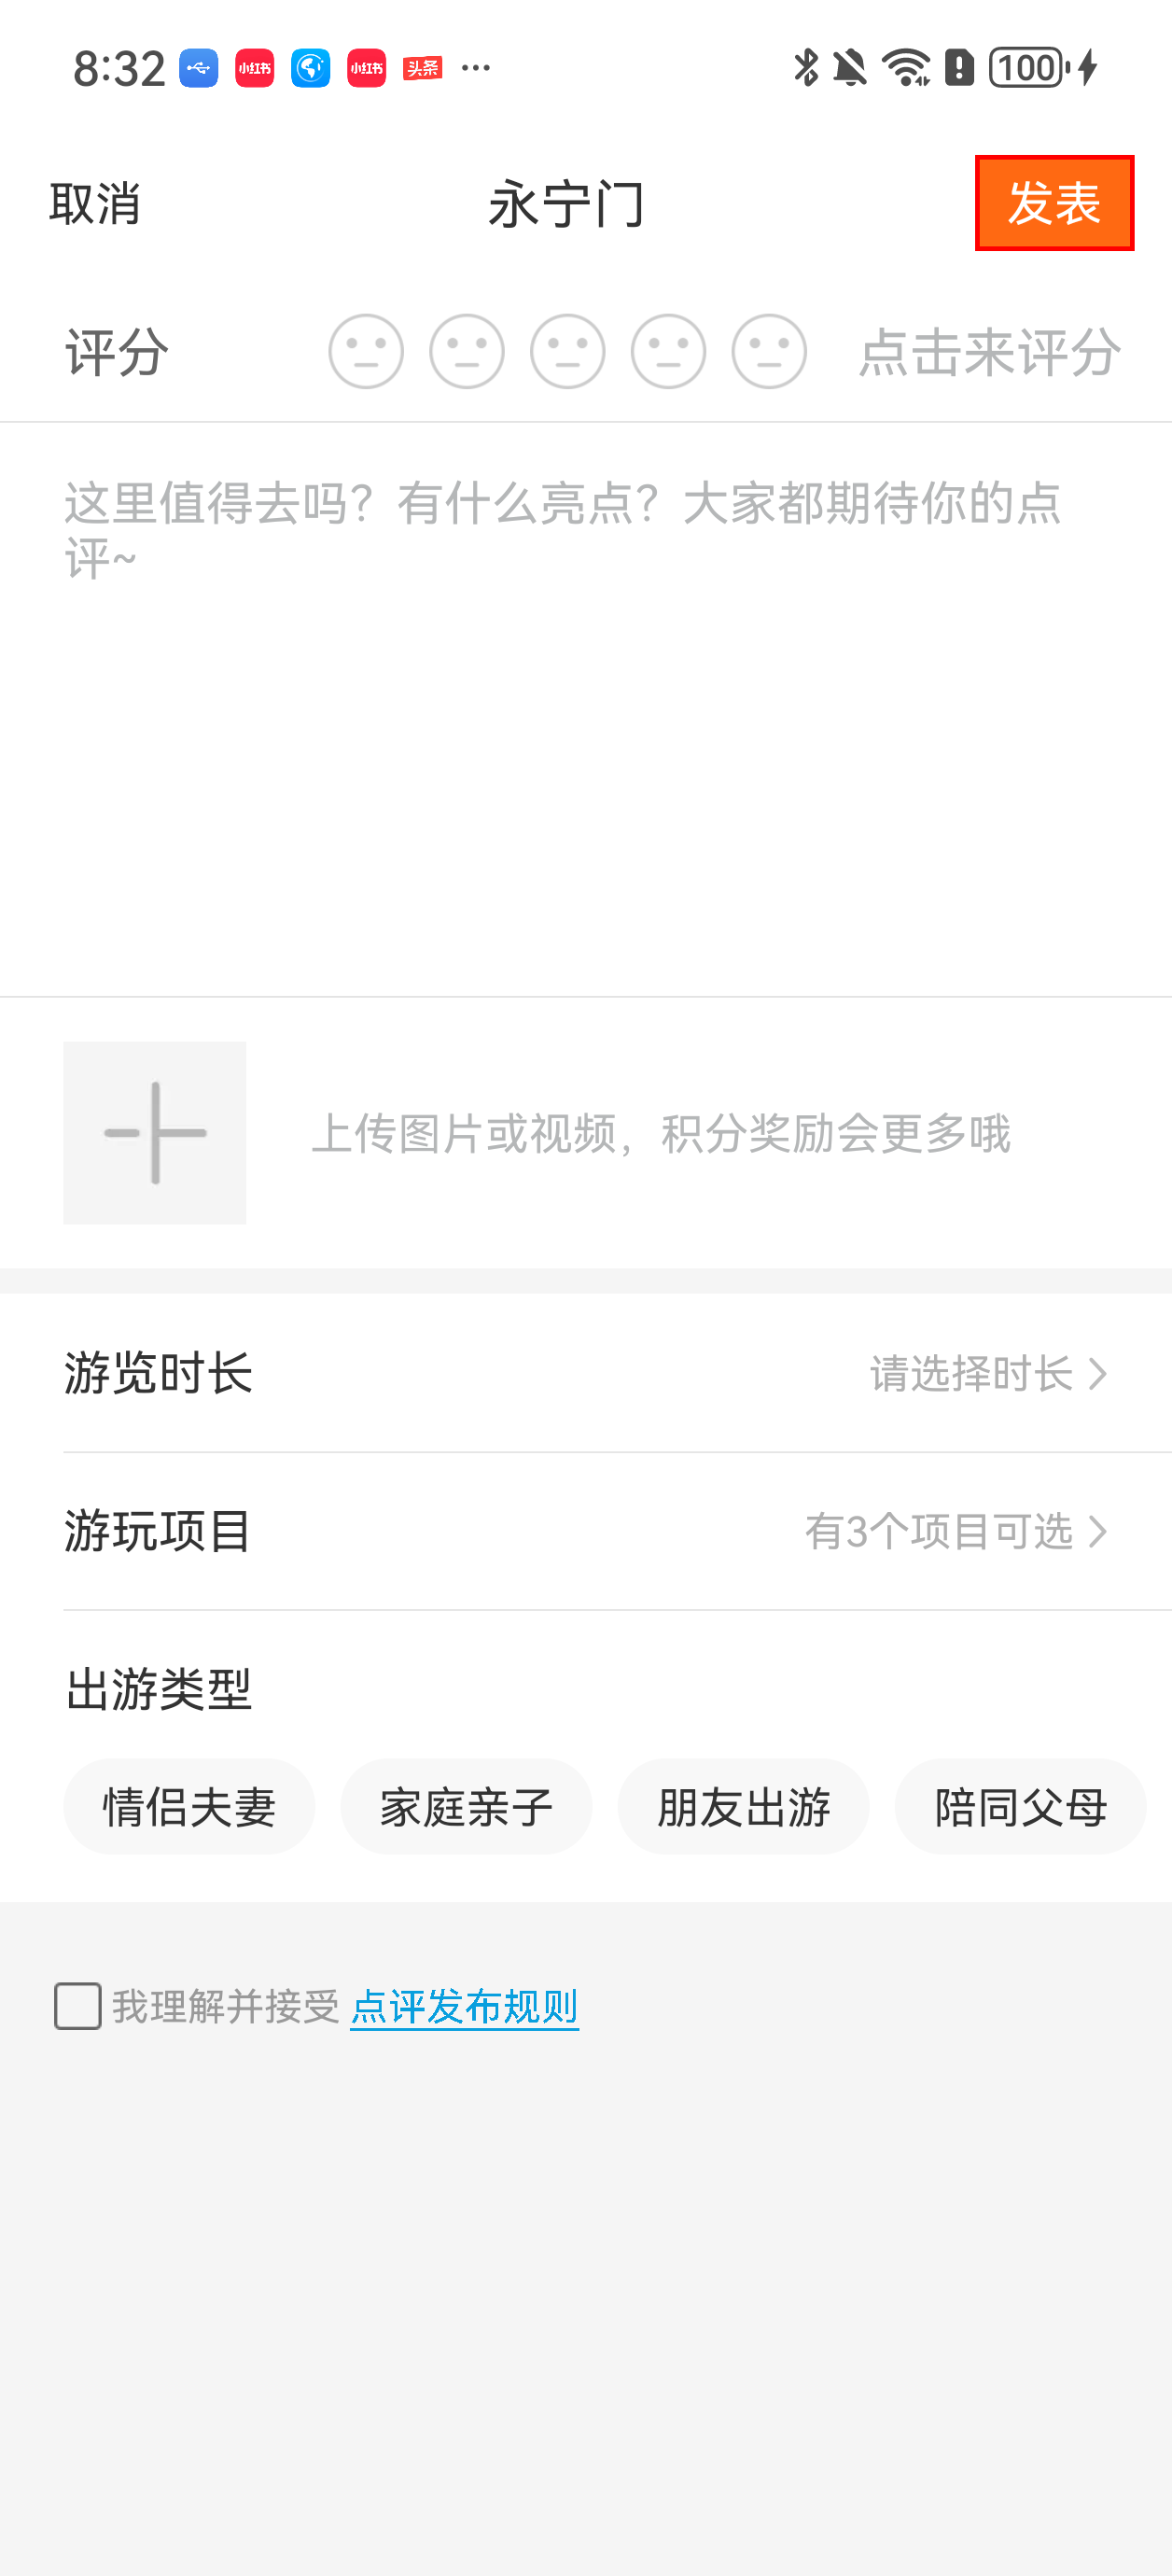 8:32 小红书 小红书 头条 ... 100
取消 永宁门 发表
评分 点击来评分
这里值得去吗？有什么亮点？大家都期待你的点
评~
上传图片或视频，积分奖励会更多哦
游览时长 请选择时长
游玩项目 有3个项目可选
出游类型
情侣夫妻 家庭亲子 朋友出游 陪同父母
我理解并接受 点评发布规则